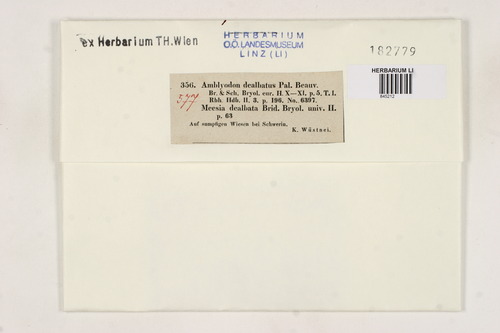 ex Herbarium TH.Wien
HERBARIUM
O.Ö. LANDESMUSEUM
LINZ (LI)
182779
HERBARIUM LI
840212
356. Amblyodon dealbatus Pal. Beauv.
Br. & Sch. Bryol. eur. H. X—XI. p. 5, T. 1.
Rbh. Hdb. II. 3. p. 196. No. 6397.
577
Meesia dealbata Brid. Bryol. univ. II.
p. 63
Auf sumpfigen Wiesen bei Schwerin.
K. Wüstnei.